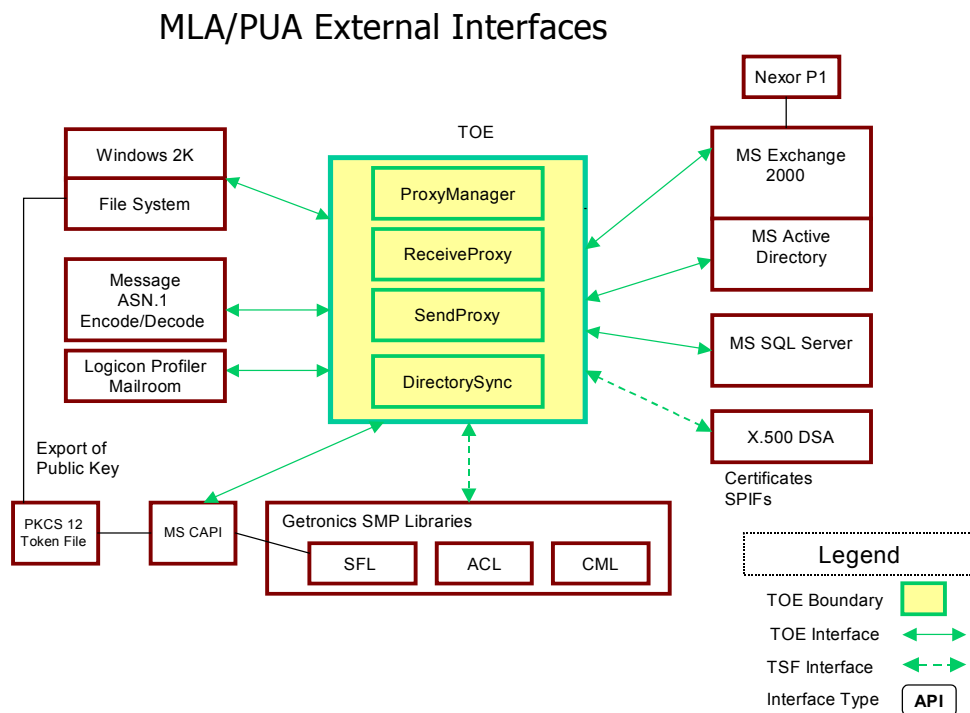 MLA/PUA External Interfaces
Nexor P1
TOE
Windows 2K
File System
MS Exchange
2000
MS Active
Directory
ProxyManager
ReceiveProxy
SendProxy
DirectorySync
Message
ASN.1
Encode/Decode
Logicon Profiler
Mailroom
MS SQL Server
X.500 DSA
Certificates
SPIFs
Export of
Public Key
PKCS 12
Token File
MS CAPI
Getronics SMP Libraries
SFL
ACL
CML
Legend
TOE Boundary
TOE Interface
TSF Interface
Interface Type
API